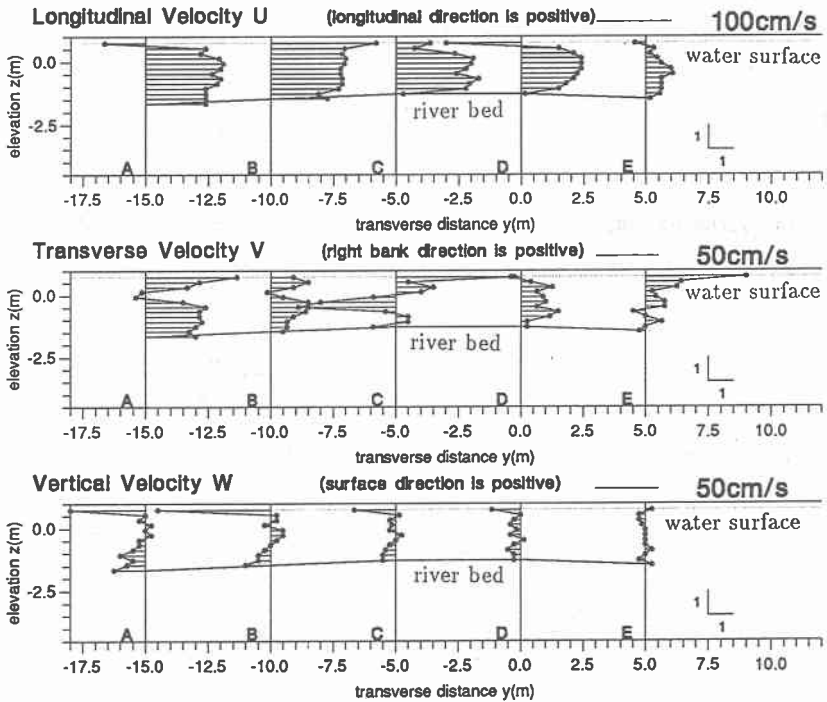 Longitudinal Velocity U (longitudinal direction is positive) 100cm/s
water surface
0.0
-2.5
elevation z(m)
river bed
1
1
A B C D E
-17.5 -15.0 -12.5 -10.0 -7.5 -5.0 -2.5 0.0 2.5 5.0 7.5 10.0
transverse distance y(m)
Transverse Velocity V (right bank direction is positive) 50cm/s
water surface
0.0
-2.5
elevation z(m)
river bed
1
1
A B C D E
-17.5 -15.0 -12.5 -10.0 -7.5 -5.0 -2.5 0.0 2.5 5.0 7.5 10.0
transverse distance y(m)
Vertical Velocity W (surface direction is positive) 50cm/s
water surface
0.0
-2.5
elevation z(m)
river bed
1
1
A B C D E
-17.5 -15.0 -12.5 -10.0 -7.5 -5.0 -2.5 0.0 2.5 5.0 7.5 10.0
transverse distance y(m)